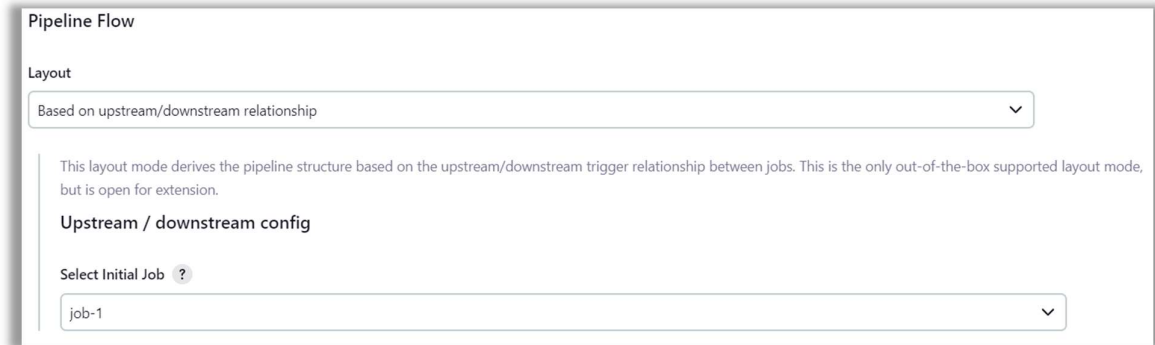 Pipeline Flow
Layout
Based on upstream/downstream relationship
This layout mode derives the pipeline structure based on the upstream/downstream trigger relationship between jobs. This is the only out-of-the-box supported layout mode,
but is open for extension.
Upstream / downstream config
Select Initial Job ?
job-1